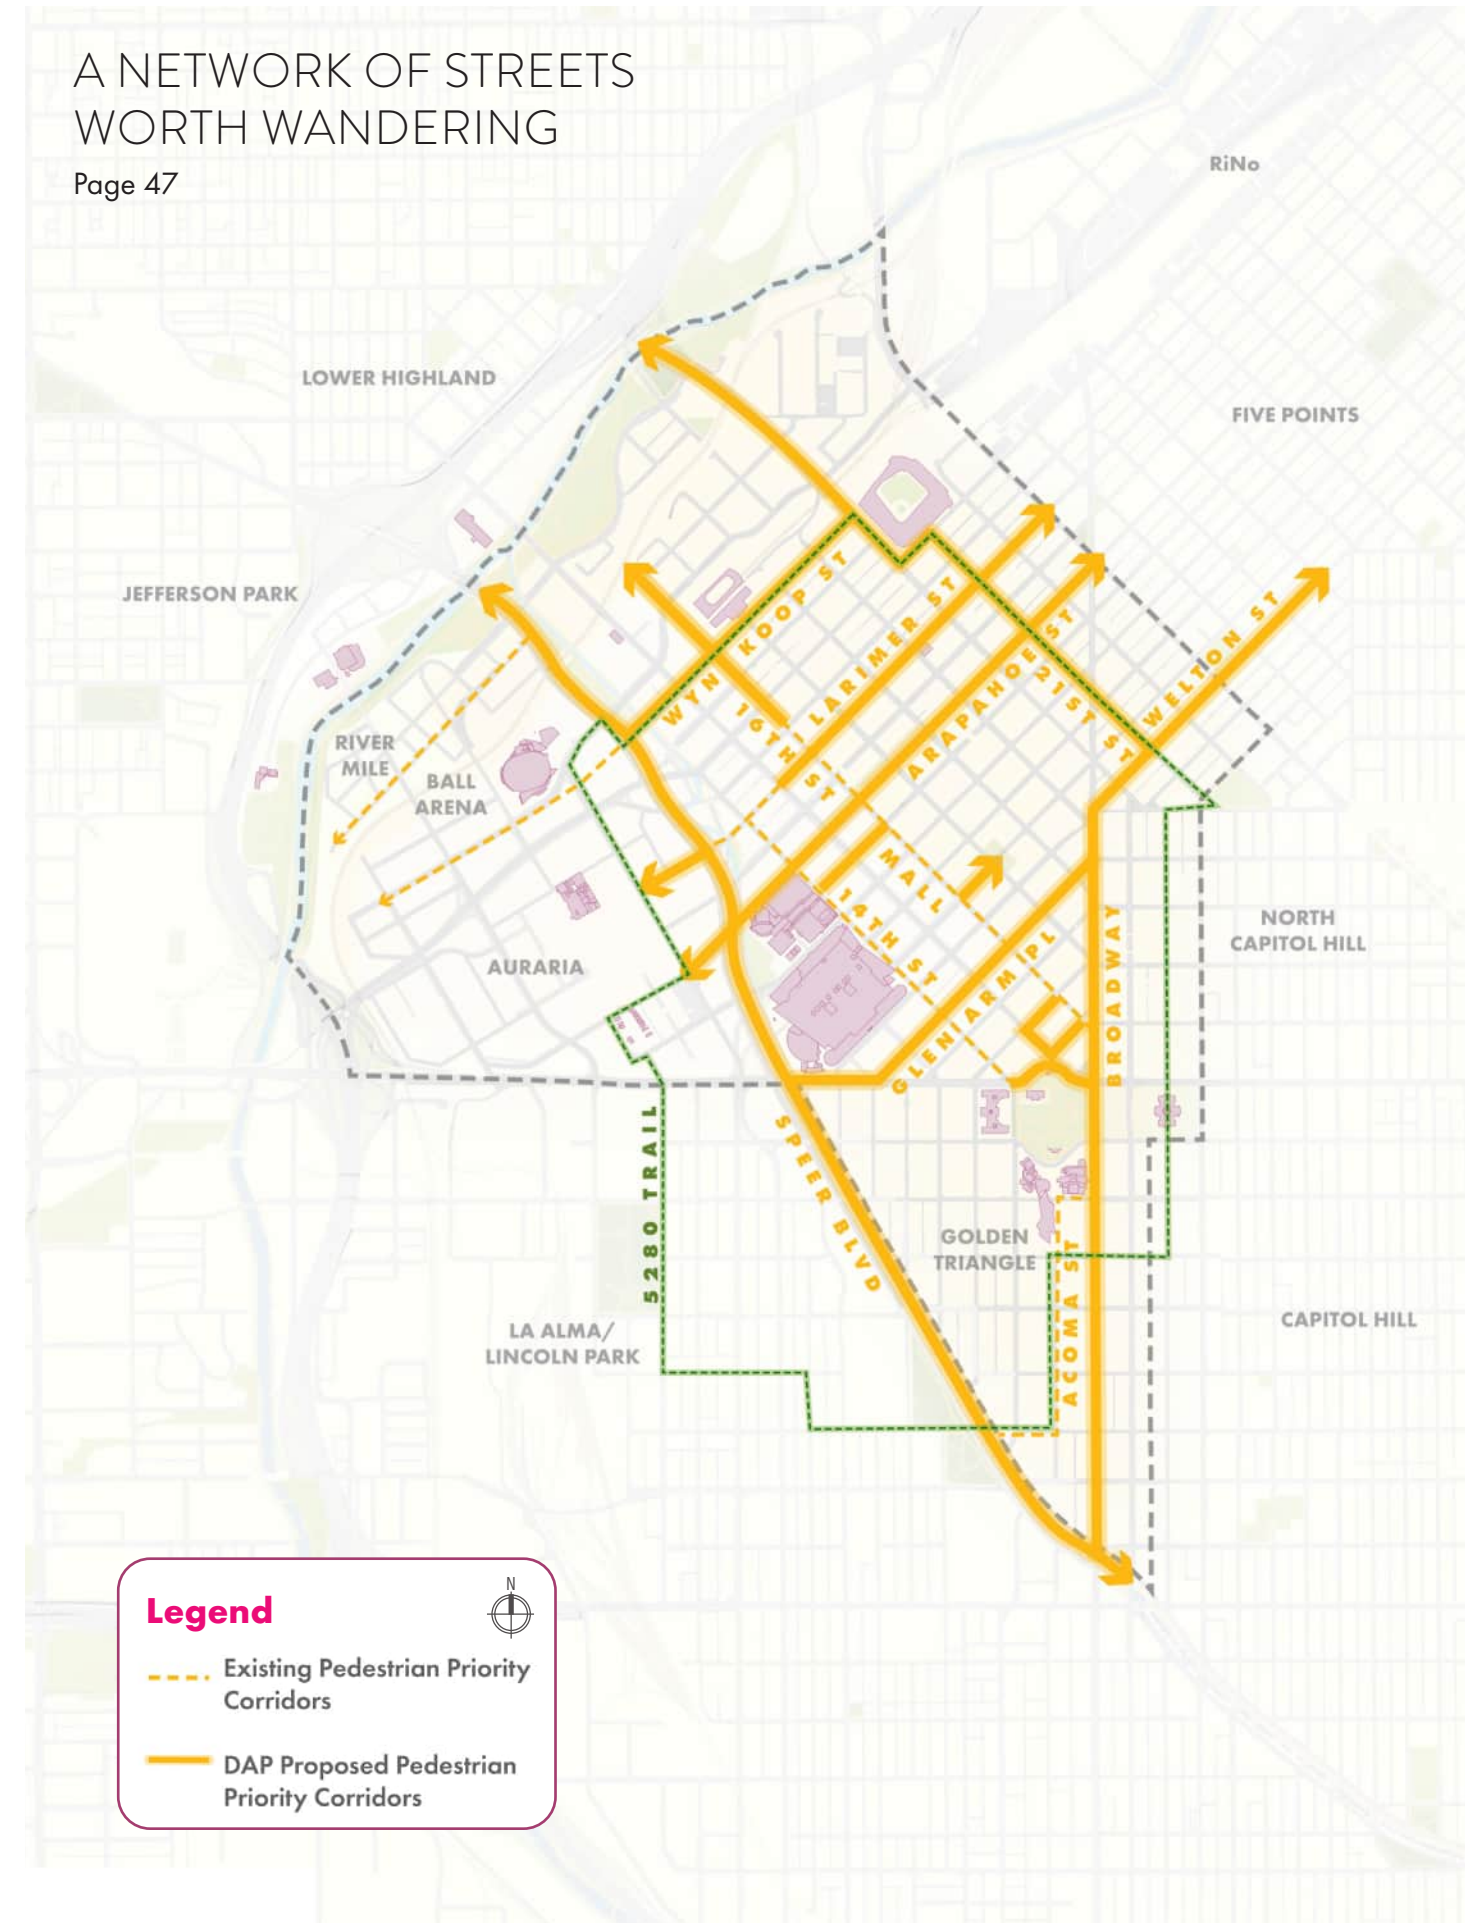 A NETWORK OF STREETS
WORTH WANDERING
Page 47
RiNo
LOWER HIGHLAND
FIVE POINTS
JEFFERSON PARK
WYNKOOP ST
LARIMER ST
ARAPAHOE ST
21ST ST
WELTON ST
16TH ST
MALL
RIVER
MILE
BALL
ARENA
14TH ST
AURARIA
GLENIARM PL
BROADWAY
NORTH
CAPITOL HILL
5280 TRAIL
SPEER BLVD
GOLDEN
TRIANGLE
ACOMA ST
LA ALMA/
LINCOLN PARK
CAPITOL HILL
Legend
N
Existing Pedestrian Priority
Corridors
DAP Proposed Pedestrian
Priority Corridors